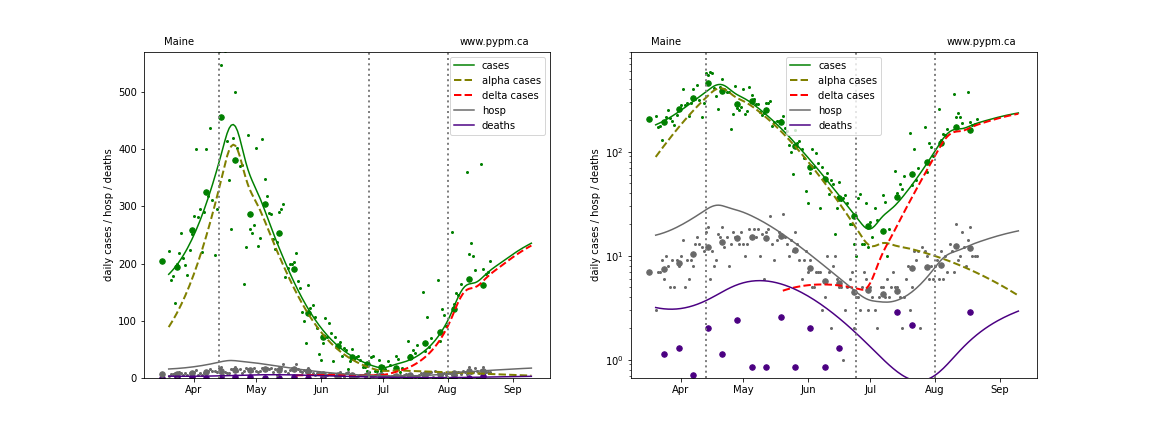 Maine www.pypm.ca
cases
alpha cases
delta cases
hosp
deaths
daily cases / hosp / deaths
500
400
300
200
100
0
Apr May Jun Jul Aug Sep
Maine www.pypm.ca
cases
alpha cases
delta cases
hosp
deaths
daily cases / hosp / deaths
10²
10¹
10⁰
Apr May Jun Jul Aug Sep